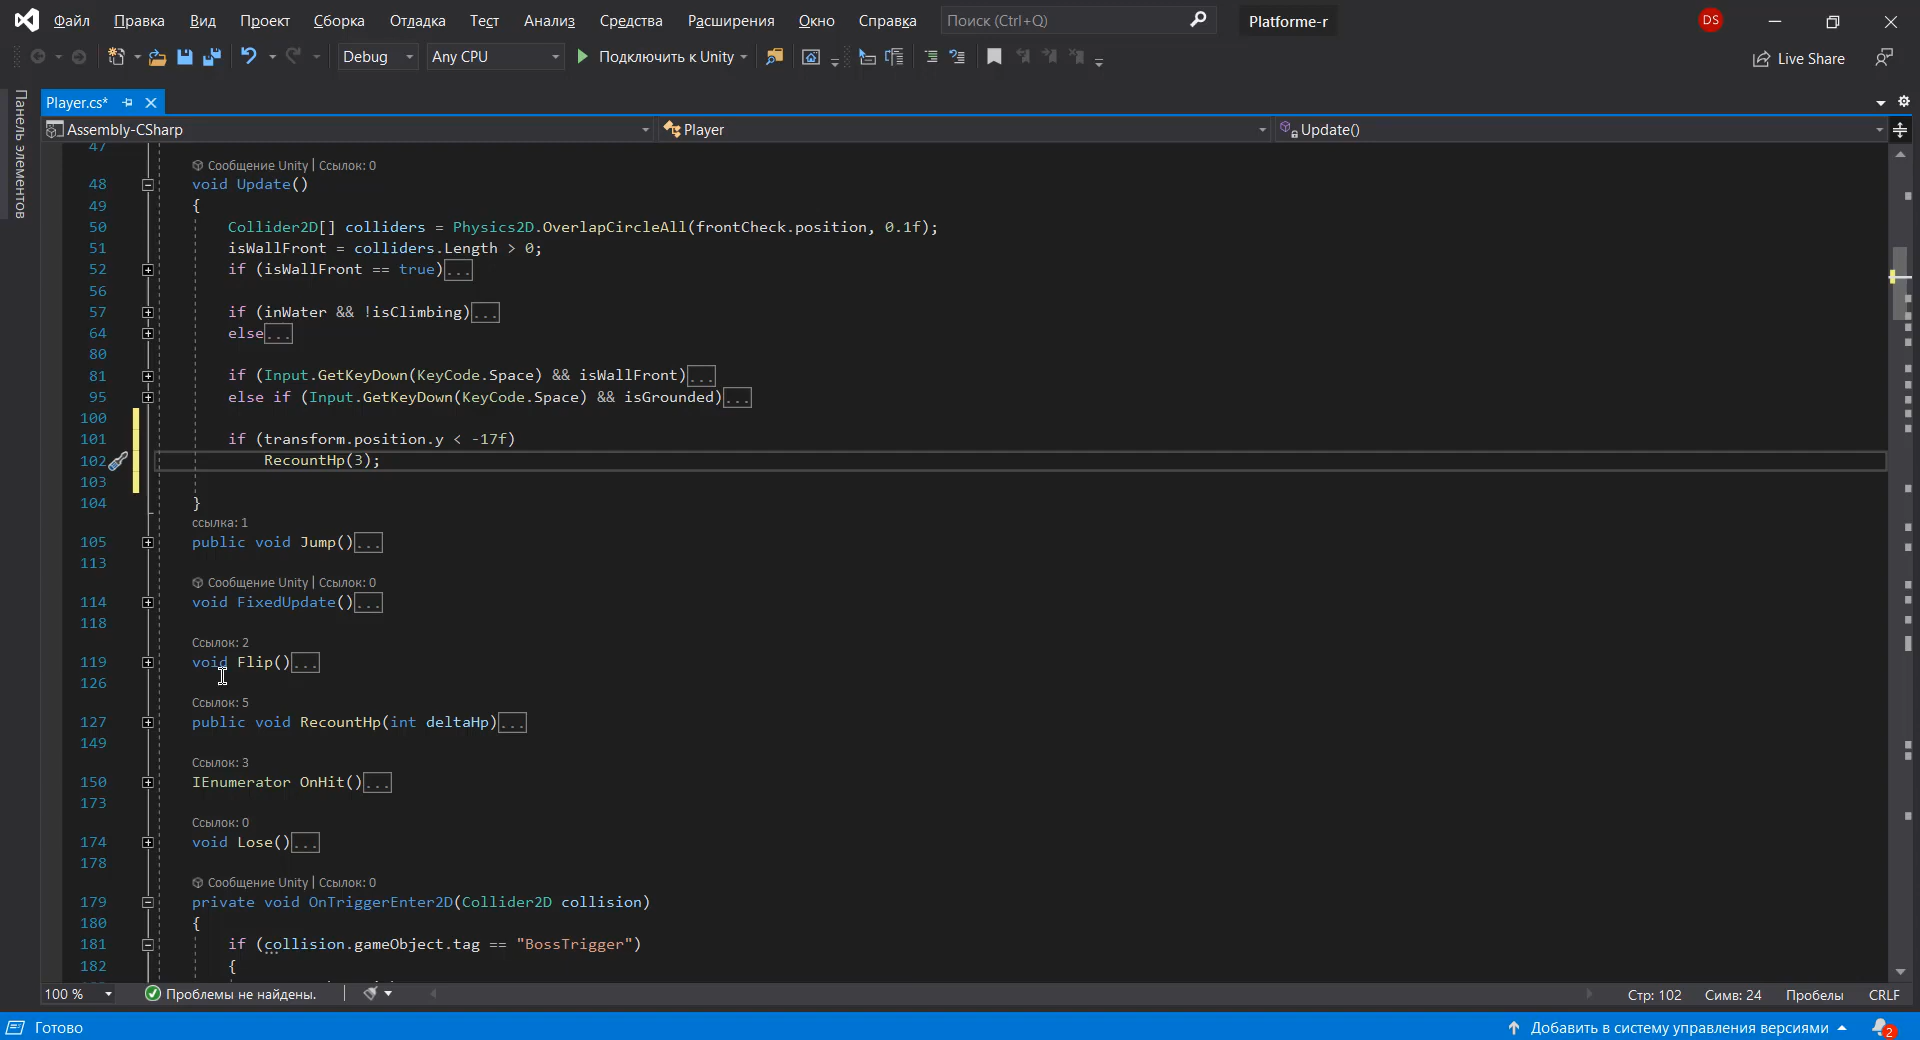 Файл Правка Вид Проект Сборка Отладка Тест Анализ Средства Расширения Окно Справка Поиск (Ctrl+Q) Platforme-r DS
Debug Any CPU Подключить к Unity Live Share
Панель элементов
Player.cs*
Assembly-CSharp Player Update()
47
Сообщение Unity | Ссылок: 0
48 void Update()
49 {
50 Collider2D[] colliders = Physics2D.OverlapCircleAll(frontCheck.position, 0.1f);
51 isWallFront = colliders.Length > 0;
52 if (isWallFront == true)...
56
57 if (inWater && !isClimbing)...
64 else...
80
81 if (Input.GetKeyDown(KeyCode.Space) && isWallFront)...
95 else if (Input.GetKeyDown(KeyCode.Space) && isGrounded)...
100
101 if (transform.position.y < -17f)
102 RecountHp(3);
103
104 }
ссылка: 1
105 public void Jump()...
113
Сообщение Unity | Ссылок: 0
114 void FixedUpdate()...
118
Ссылок: 2
119 void Flip()...
126
Ссылок: 5
127 public void RecountHp(int deltaHp)...
149
Ссылок: 3
150 IEnumerator OnHit()...
173
Ссылок: 0
174 void Lose()...
178
Сообщение Unity | Ссылок: 0
179 private void OnTriggerEnter2D(Collider2D collision)
180 {
181 if (collision.gameObject.tag == "BossTrigger")
182 {
100 % Проблемы не найдены. Стр: 102 Симв: 24 Пробелы CRLF
Готово Добавить в систему управления версиями 2